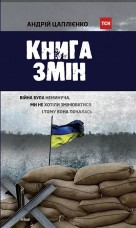 АНДРІЙ ЦАПЛІЄНКО
ТСН
КНИГА
ЗМІН
ВІЙНА БУЛА НЕМИНУЧА,
МИ НЕ ХОТІЛИ ЗМІНЮВАТИСЯ
І ТОМУ ВОНА ПОЧАЛАСЬ